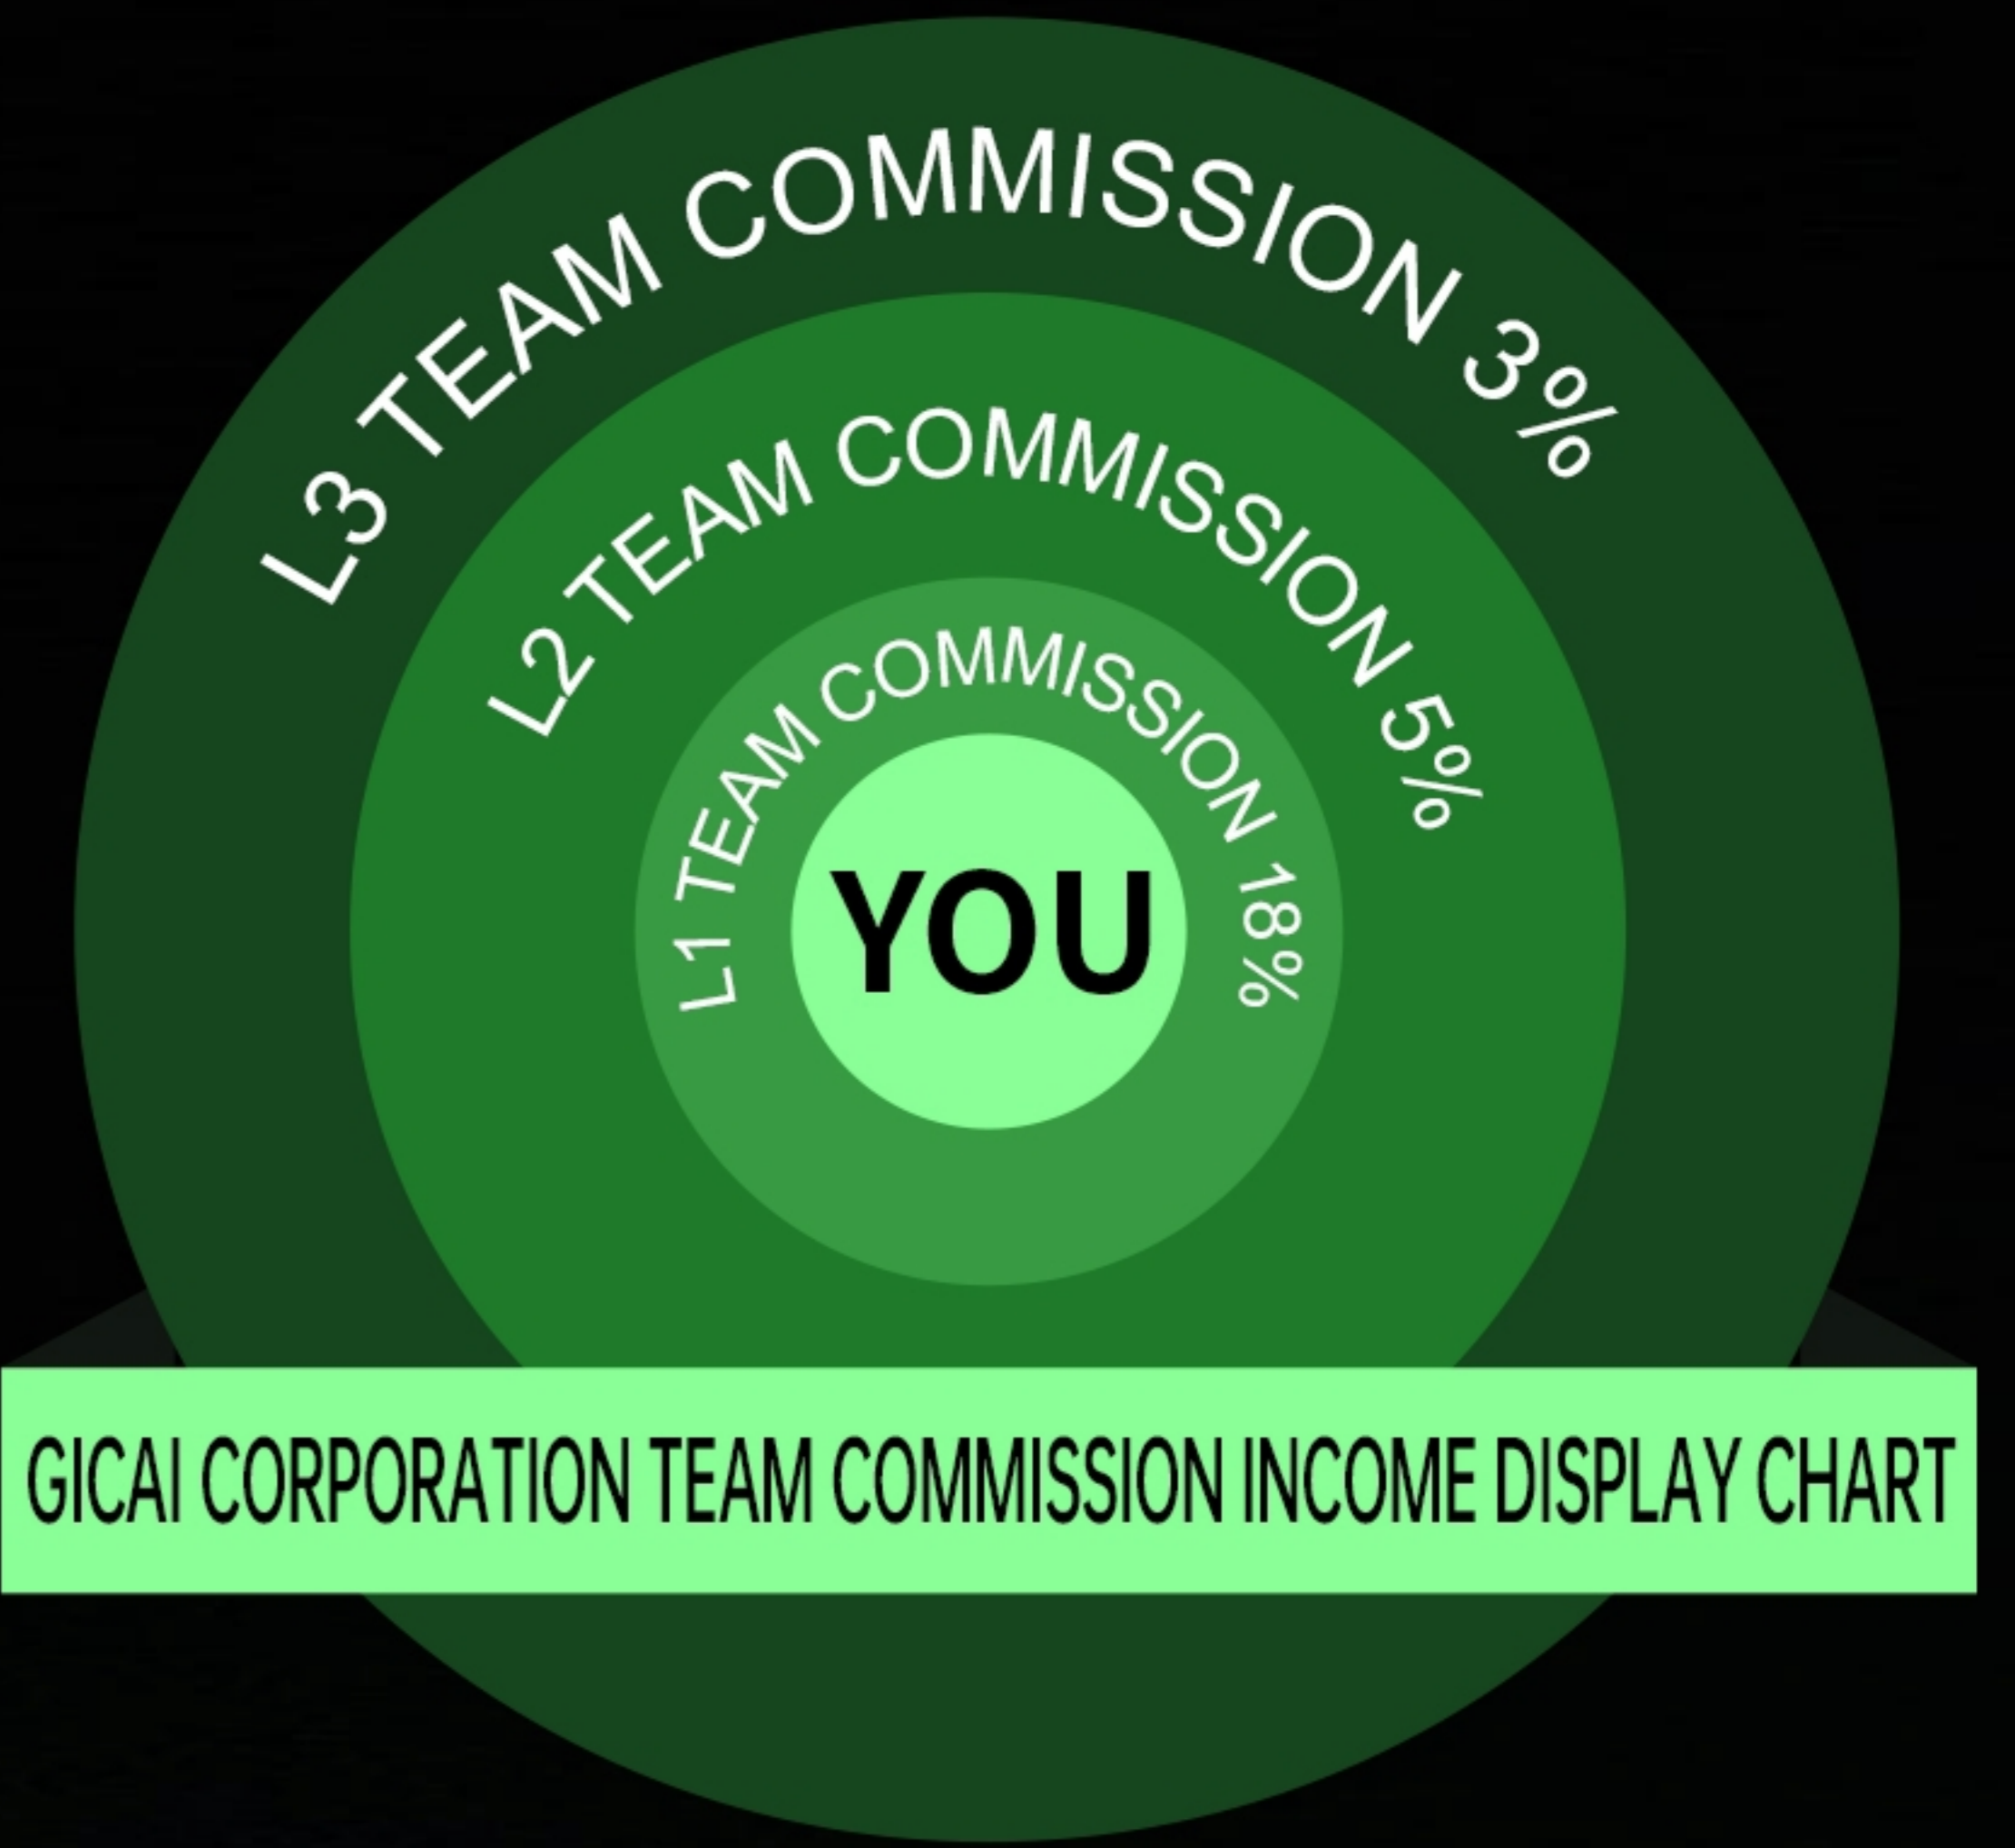 L3 TEAM COMMISSION 3%
L2 TEAM COMMISSION 5%
L1 TEAM COMMISSION 18%
YOU
GICAI CORPORATION TEAM COMMISSION INCOME DISPLAY CHART